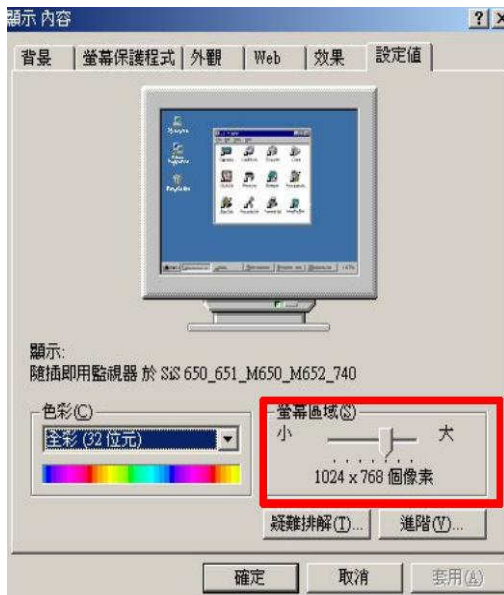 顯示 內容
背景 螢幕保護程式 外觀 Web 效果 設定值
顯示:
隨插即用監視器 於 SiS 650_651_M650_M652_740
色彩(C) 螢幕區域(S)
全彩 (32 位元) 小 大
1024 x 768 個像素
疑難排解(T)... 進階(V)...
確定 取消 套用(A)